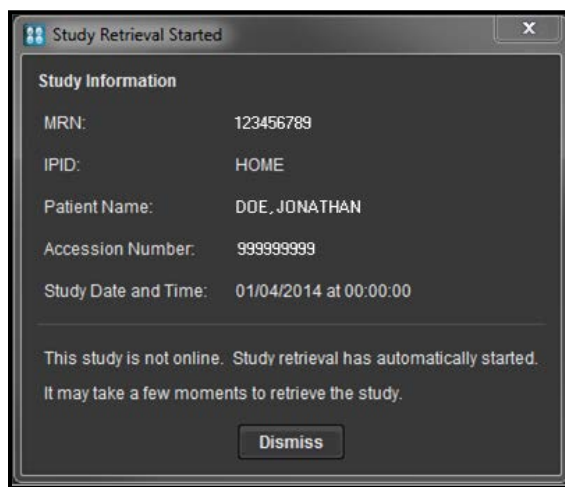 Study Retrieval Started
x
Study Information
MRN: 123456789
IPID: HOME
Patient Name: DOE,JONATHAN
Accession Number: 999999999
Study Date and Time: 01/04/2014 at 00:00:00
This study is not online. Study retrieval has automatically started.
It may take a few moments to retrieve the study.
Dismiss